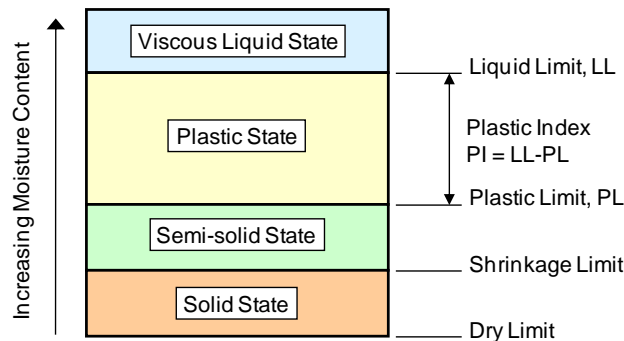 Increasing Moisture Content
Viscous Liquid State
Liquid Limit, LL
Plastic State
Plastic Index
PI = LL-PL
Plastic Limit, PL
Semi-solid State
Shrinkage Limit
Solid State
Dry Limit